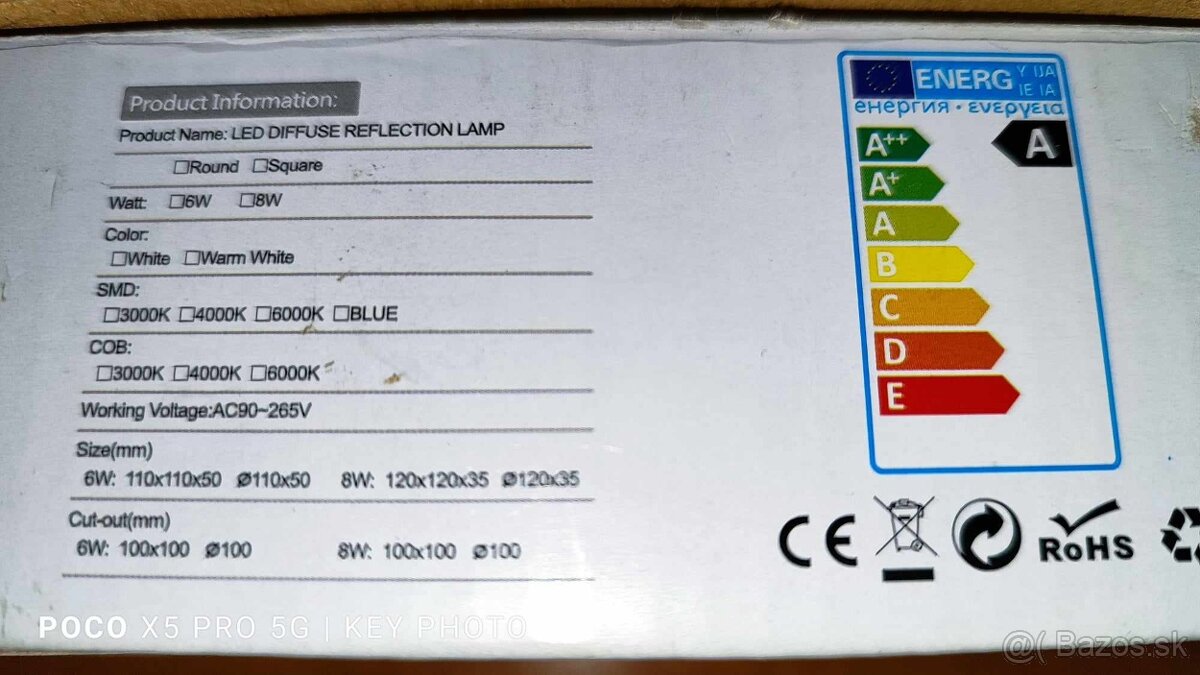 Product Information:
Product Name: LED DIFFUSE REFLECTION LAMP
☐Round ☐Square
Watt: ☐6W ☐8W
Color:
☐White ☐Warm White
SMD:
☐3000K ☐4000K ☐6000K ☐BLUE
COB:
☐3000K ☐4000K ☐6000K
Working Voltage:AC90~265V
Size(mm)
6W: 110x110x50 Ø110x50 8W: 120x120x35 Ø120x35
Cut-out(mm)
6W: 100x100 Ø100 8W: 100x100 Ø100
ENERG Y IJA
IE IA
енергия · ενεργεια
A++
A
A+
A
B
C
D
E
CE
RoHS
POCO X5 PRO 5G | KEY PHOTO
@( Bazos.sk